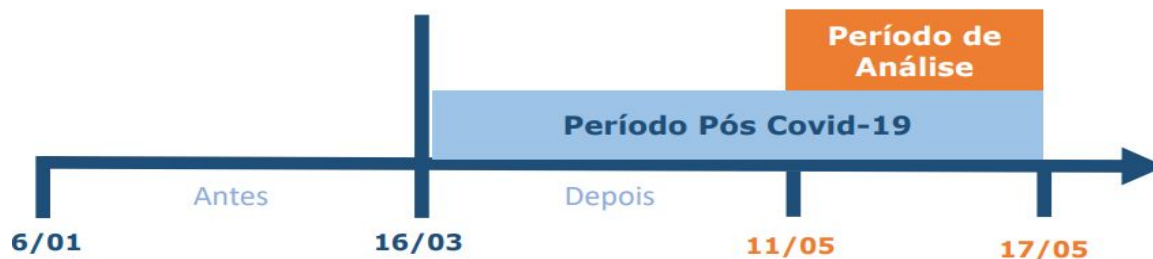 Período de
Análise
Período Pós Covid-19
Antes
Depois
6/01
16/03
11/05
17/05